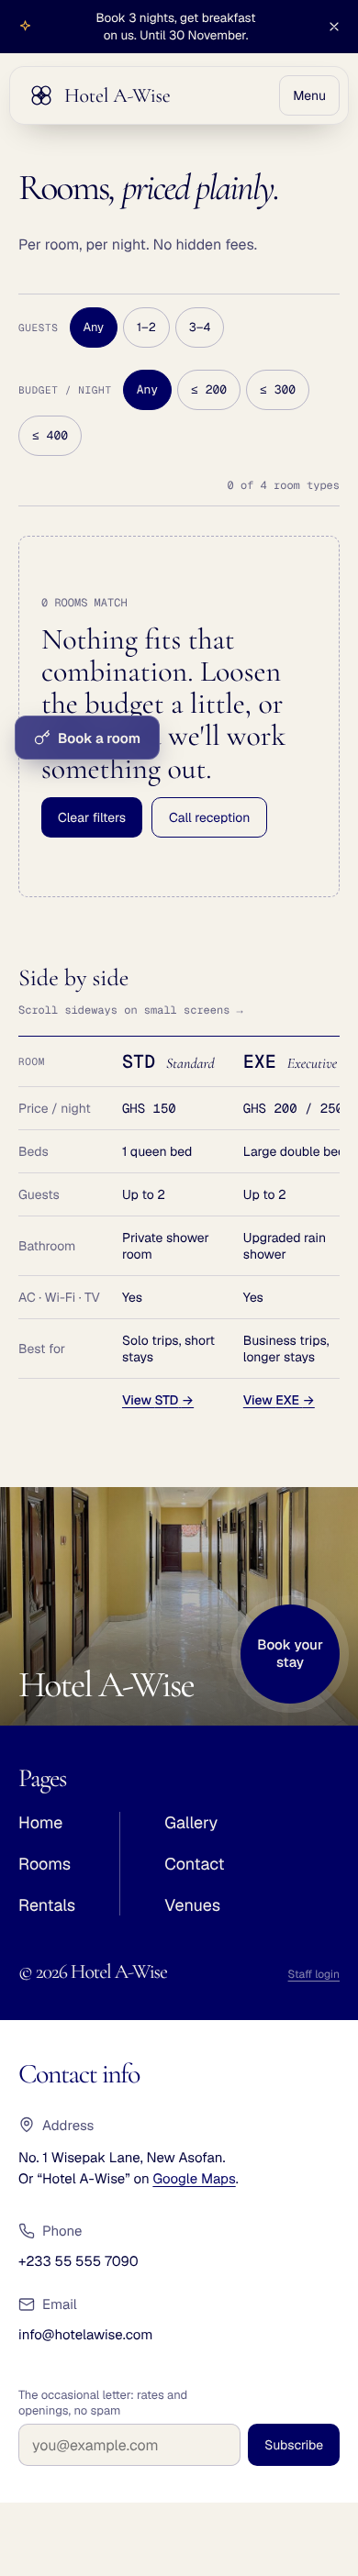 Book 3 nights, get breakfast
on us. Until 30 November.
Hotel A-Wise
Menu
Rooms, priced plainly.
Per room, per night. No hidden fees.
GUESTS Any 1–2 3–4
BUDGET / NIGHT Any ≤ 200 ≤ 300
≤ 400
0 of 4 room types
0 ROOMS MATCH
Nothing fits that
combination. Loosen
the budget a little, or
we'll work
something out.
Book a room
Clear filters
Call reception
Side by side
Scroll sideways on small screens →
ROOM STD Standard EXE Executive
Price / night GHS 150 GHS 200 / 250
Beds 1 queen bed Large double bed
Guests Up to 2 Up to 2
Bathroom Private shower room Upgraded rain shower
AC · Wi-Fi · TV Yes Yes
Best for Solo trips, short stays Business trips, longer stays
View STD → View EXE →
Hotel A-Wise
Book your
stay
Pages
Home Gallery
Rooms Contact
Rentals Venues
© 2026 Hotel A-Wise
Staff login
Contact info
Address
No. 1 Wisepak Lane, New Asofan.
Or “Hotel A-Wise” on Google Maps.
Phone
+233 55 555 7090
Email
info@hotelawise.com
The occasional letter: rates and
openings, no spam
you@example.com
Subscribe